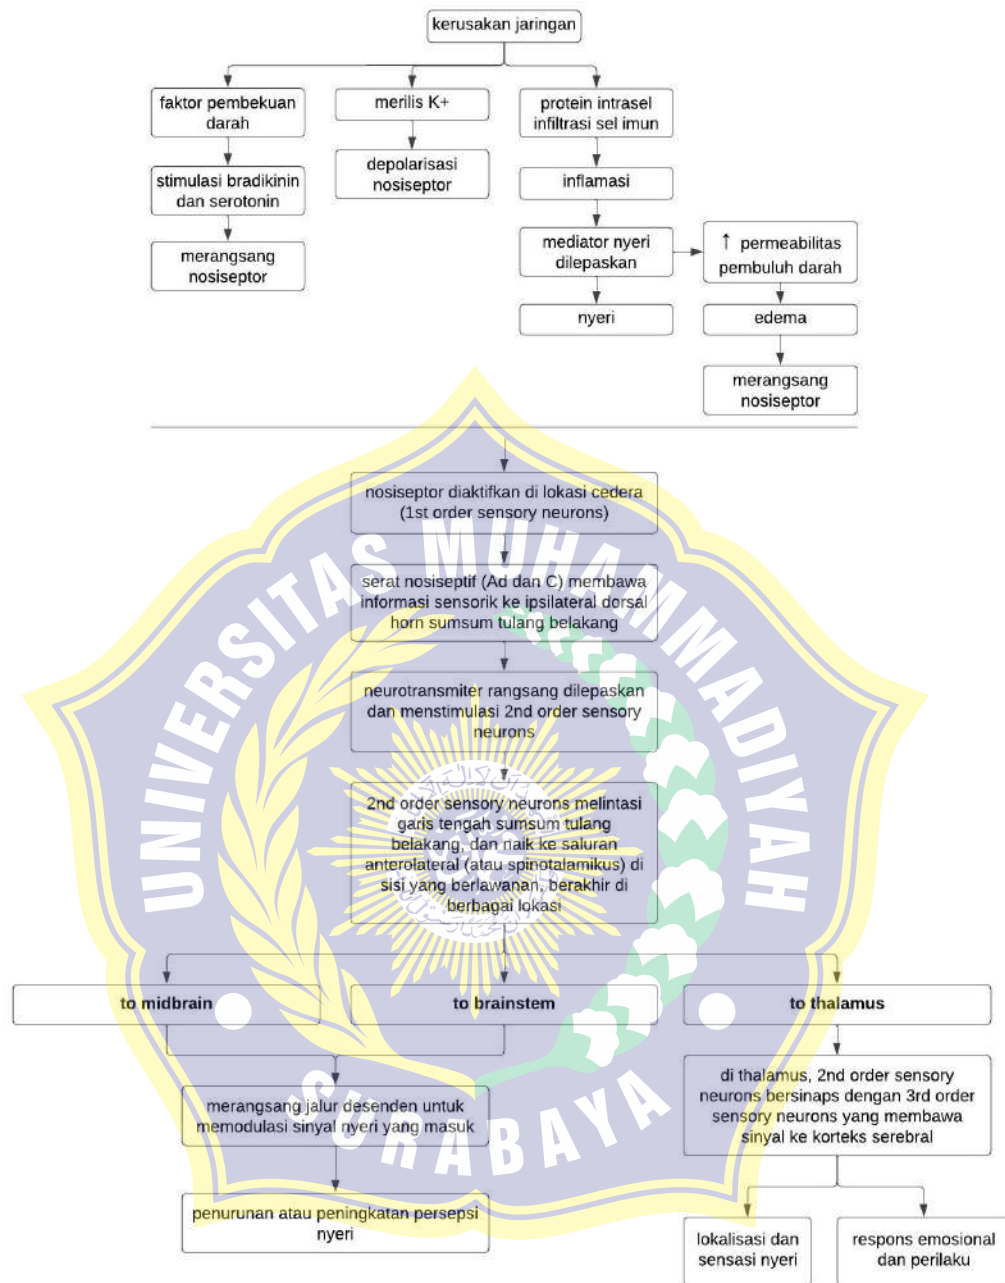 kerusakan jaringan
faktor pembekuan
darah
merilis K+
protein intrasel
infiltrasi sel imun
stimulasi bradikinin
dan serotonin
depolarisasi
nosiseptor
inflamasi
merangsang
nosiseptor
mediator nyeri
dilepaskan
↑ permeabilitas
pembuluh darah
nyeri
edema
merangsang
nosiseptor
nosiseptor diaktifkan di lokasi cedera
(1st order sensory neurons)
serat nosiseptif (Ad dan C) membawa
informasi sensorik ke ipsilateral dorsal
horn sumsum tulang belakang
neurotransmiter rangsang dilepaskan
dan menstimulasi 2nd order sensory
neurons
2nd order sensory neurons melintasi
garis tengah sumsum tulang
belakang, dan naik ke saluran
anterolateral (atau spinotalamikus) di
sisi yang berlawanan, berakhir di
berbagai lokasi
to midbrain
to brainstem
to thalamus
merangsang jalur desenden untuk
memodulasi sinyal nyeri yang masuk
di thalamus, 2nd order sensory
neurons bersinaps dengan 3rd order
sensory neurons yang membawa
sinyal ke korteks serebral
penurunan atau peningkatan persepsi
nyeri
lokalisasi dan
sensasi nyeri
respons emosional
dan perilaku
UNIVERSITAS MUHAMMADIYAH
SURABAYA